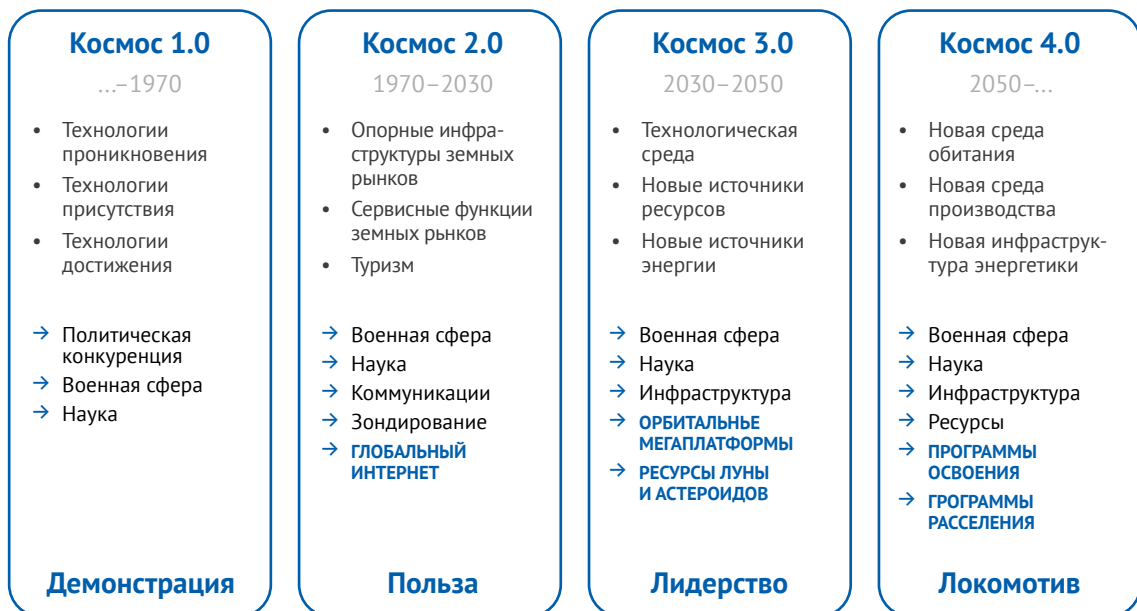 Космос 1.0
...–1970
• Технологии
проникновения
• Технологии
присутствия
• Технологии
достижения
→ Политическая
конкуренция
→ Военная сфера
→ Наука
Демонстрация
Космос 2.0
1970–2030
• Опорные инфра-
структуры земных
рынков
• Сервисные функции
земных рынков
• Туризм
→ Военная сфера
→ Наука
→ Коммуникации
→ Зондирование
→ ГЛОБАЛЬНЫЙ
ИНТЕРНЕТ
Польза
Космос 3.0
2030–2050
• Технологическая
среда
• Новые источники
ресурсов
• Новые источники
энергии
→ Военная сфера
→ Наука
→ Инфраструктура
→ ОРБИТАЛЬНЬЕ
МЕГАПЛАТФОРМЫ
→ РЕСУРСЫ ЛУНЫ
И АСТЕРОИДОВ
Лидерство
Космос 4.0
2050–...
• Новая среда
обитания
• Новая среда
производства
• Новая инфраструк-
тура энергетики
→ Военная сфера
→ Наука
→ Инфраструктура
→ Ресурсы
→ ПРОГРАММЫ
ОСВОЕНИЯ
→ ГРОГРАММЫ
РАССЕЛЕНИЯ
Локомотив